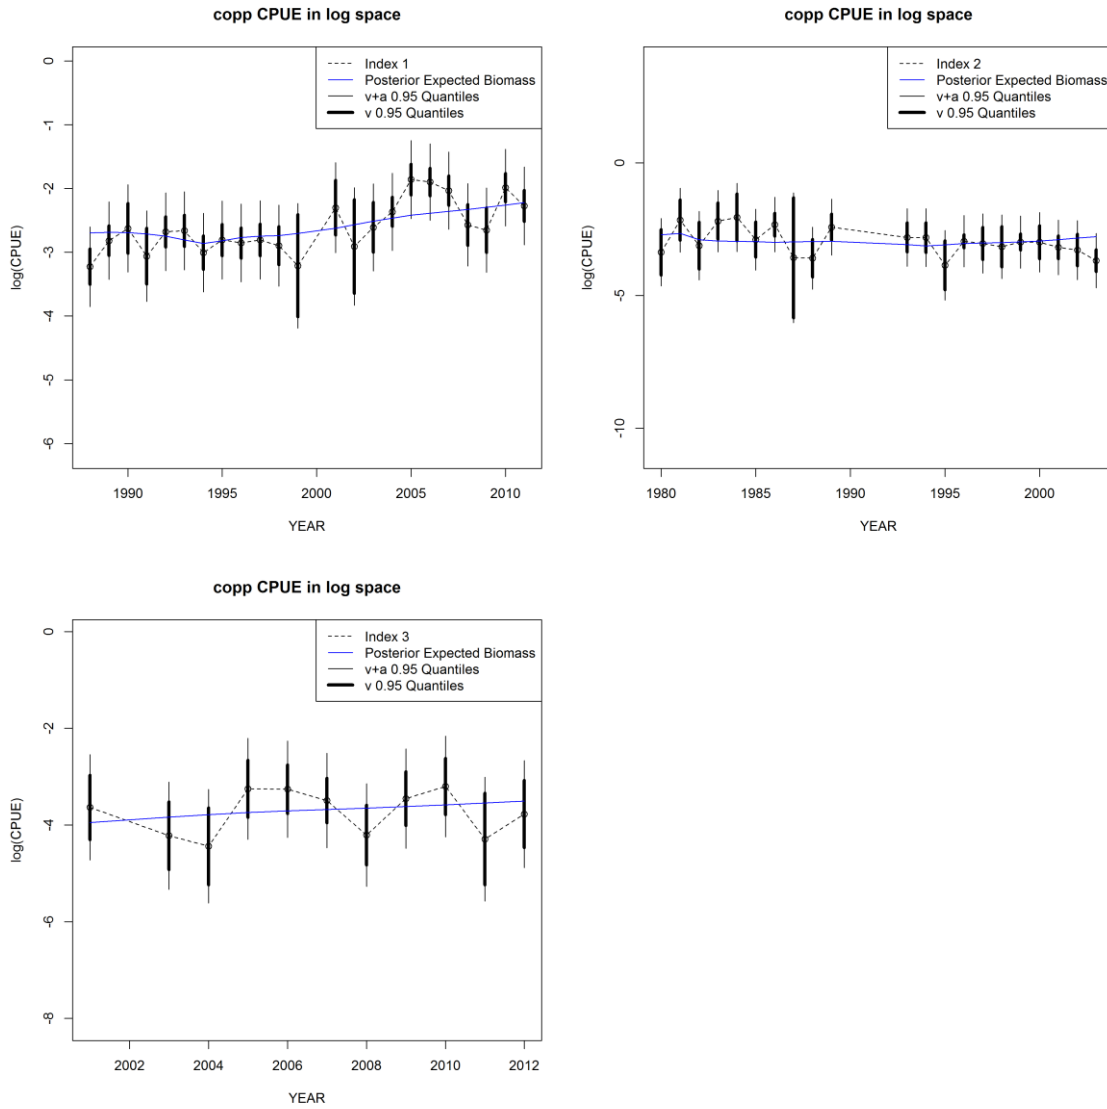 copp CPUE in log space
Index 1
Posterior Expected Biomass
v+a 0.95 Quantiles
v 0.95 Quantiles
0
-1
-2
-3
-4
-5
-6
log(CPUE)
1990 1995 2000 2005 2010
YEAR
copp CPUE in log space
Index 2
Posterior Expected Biomass
v+a 0.95 Quantiles
v 0.95 Quantiles
0
-5
-10
log(CPUE)
1980 1985 1990 1995 2000
YEAR
copp CPUE in log space
Index 3
Posterior Expected Biomass
v+a 0.95 Quantiles
v 0.95 Quantiles
0
-2
-4
-6
-8
log(CPUE)
2002 2004 2006 2008 2010 2012
YEAR